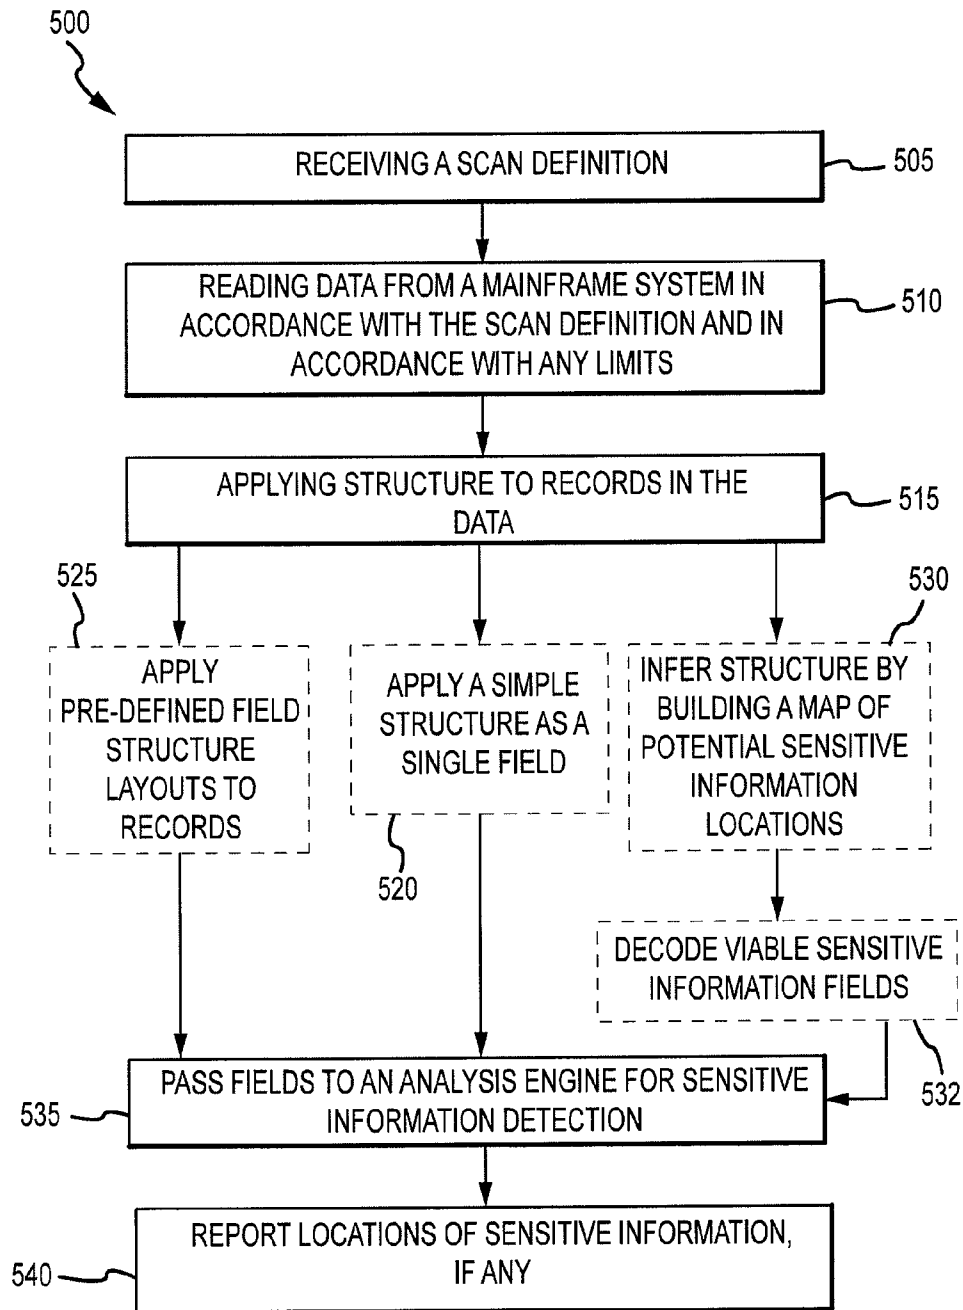 500
RECEIVING A SCAN DEFINITION
505
READING DATA FROM A MAINFRAME SYSTEM IN
ACCORDANCE WITH THE SCAN DEFINITION AND IN
ACCORDANCE WITH ANY LIMITS
510
APPLYING STRUCTURE TO RECORDS IN THE
DATA
515
525
APPLY
PRE-DEFINED FIELD
STRUCTURE
LAYOUTS TO
RECORDS
APPLY A SIMPLE
STRUCTURE AS A
SINGLE FIELD
520
530
INFER STRUCTURE BY
BUILDING A MAP OF
POTENTIAL SENSITIVE
INFORMATION
LOCATIONS
DECODE VIABLE SENSITIVE
INFORMATION FIELDS
532
PASS FIELDS TO AN ANALYSIS ENGINE FOR SENSITIVE
INFORMATION DETECTION
535
REPORT LOCATIONS OF SENSITIVE INFORMATION,
IF ANY
540